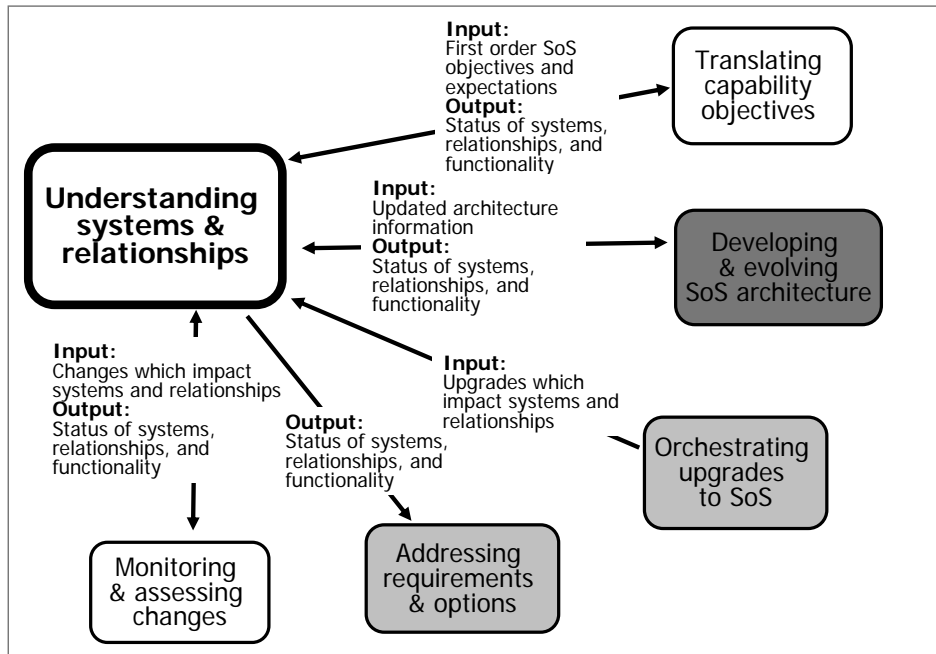 Input:
First order SoS
objectives and
expectations
Output:
Status of systems,
relationships, and
functionality
Translating
capability
objectives
Understanding
systems &
relationships
Input:
Updated architecture
information
Output:
Status of systems,
relationships, and
functionality
Developing
& evolving
SoS architecture
Input:
Changes which impact
systems and relationships
Output:
Status of systems,
relationships, and
functionality
Output:
Status of systems,
relationships, and
functionality
Input:
Upgrades which
impact systems and
relationships
Orchestrating
upgrades
to SoS
Monitoring
& assessing
changes
Addressing
requirements
& options